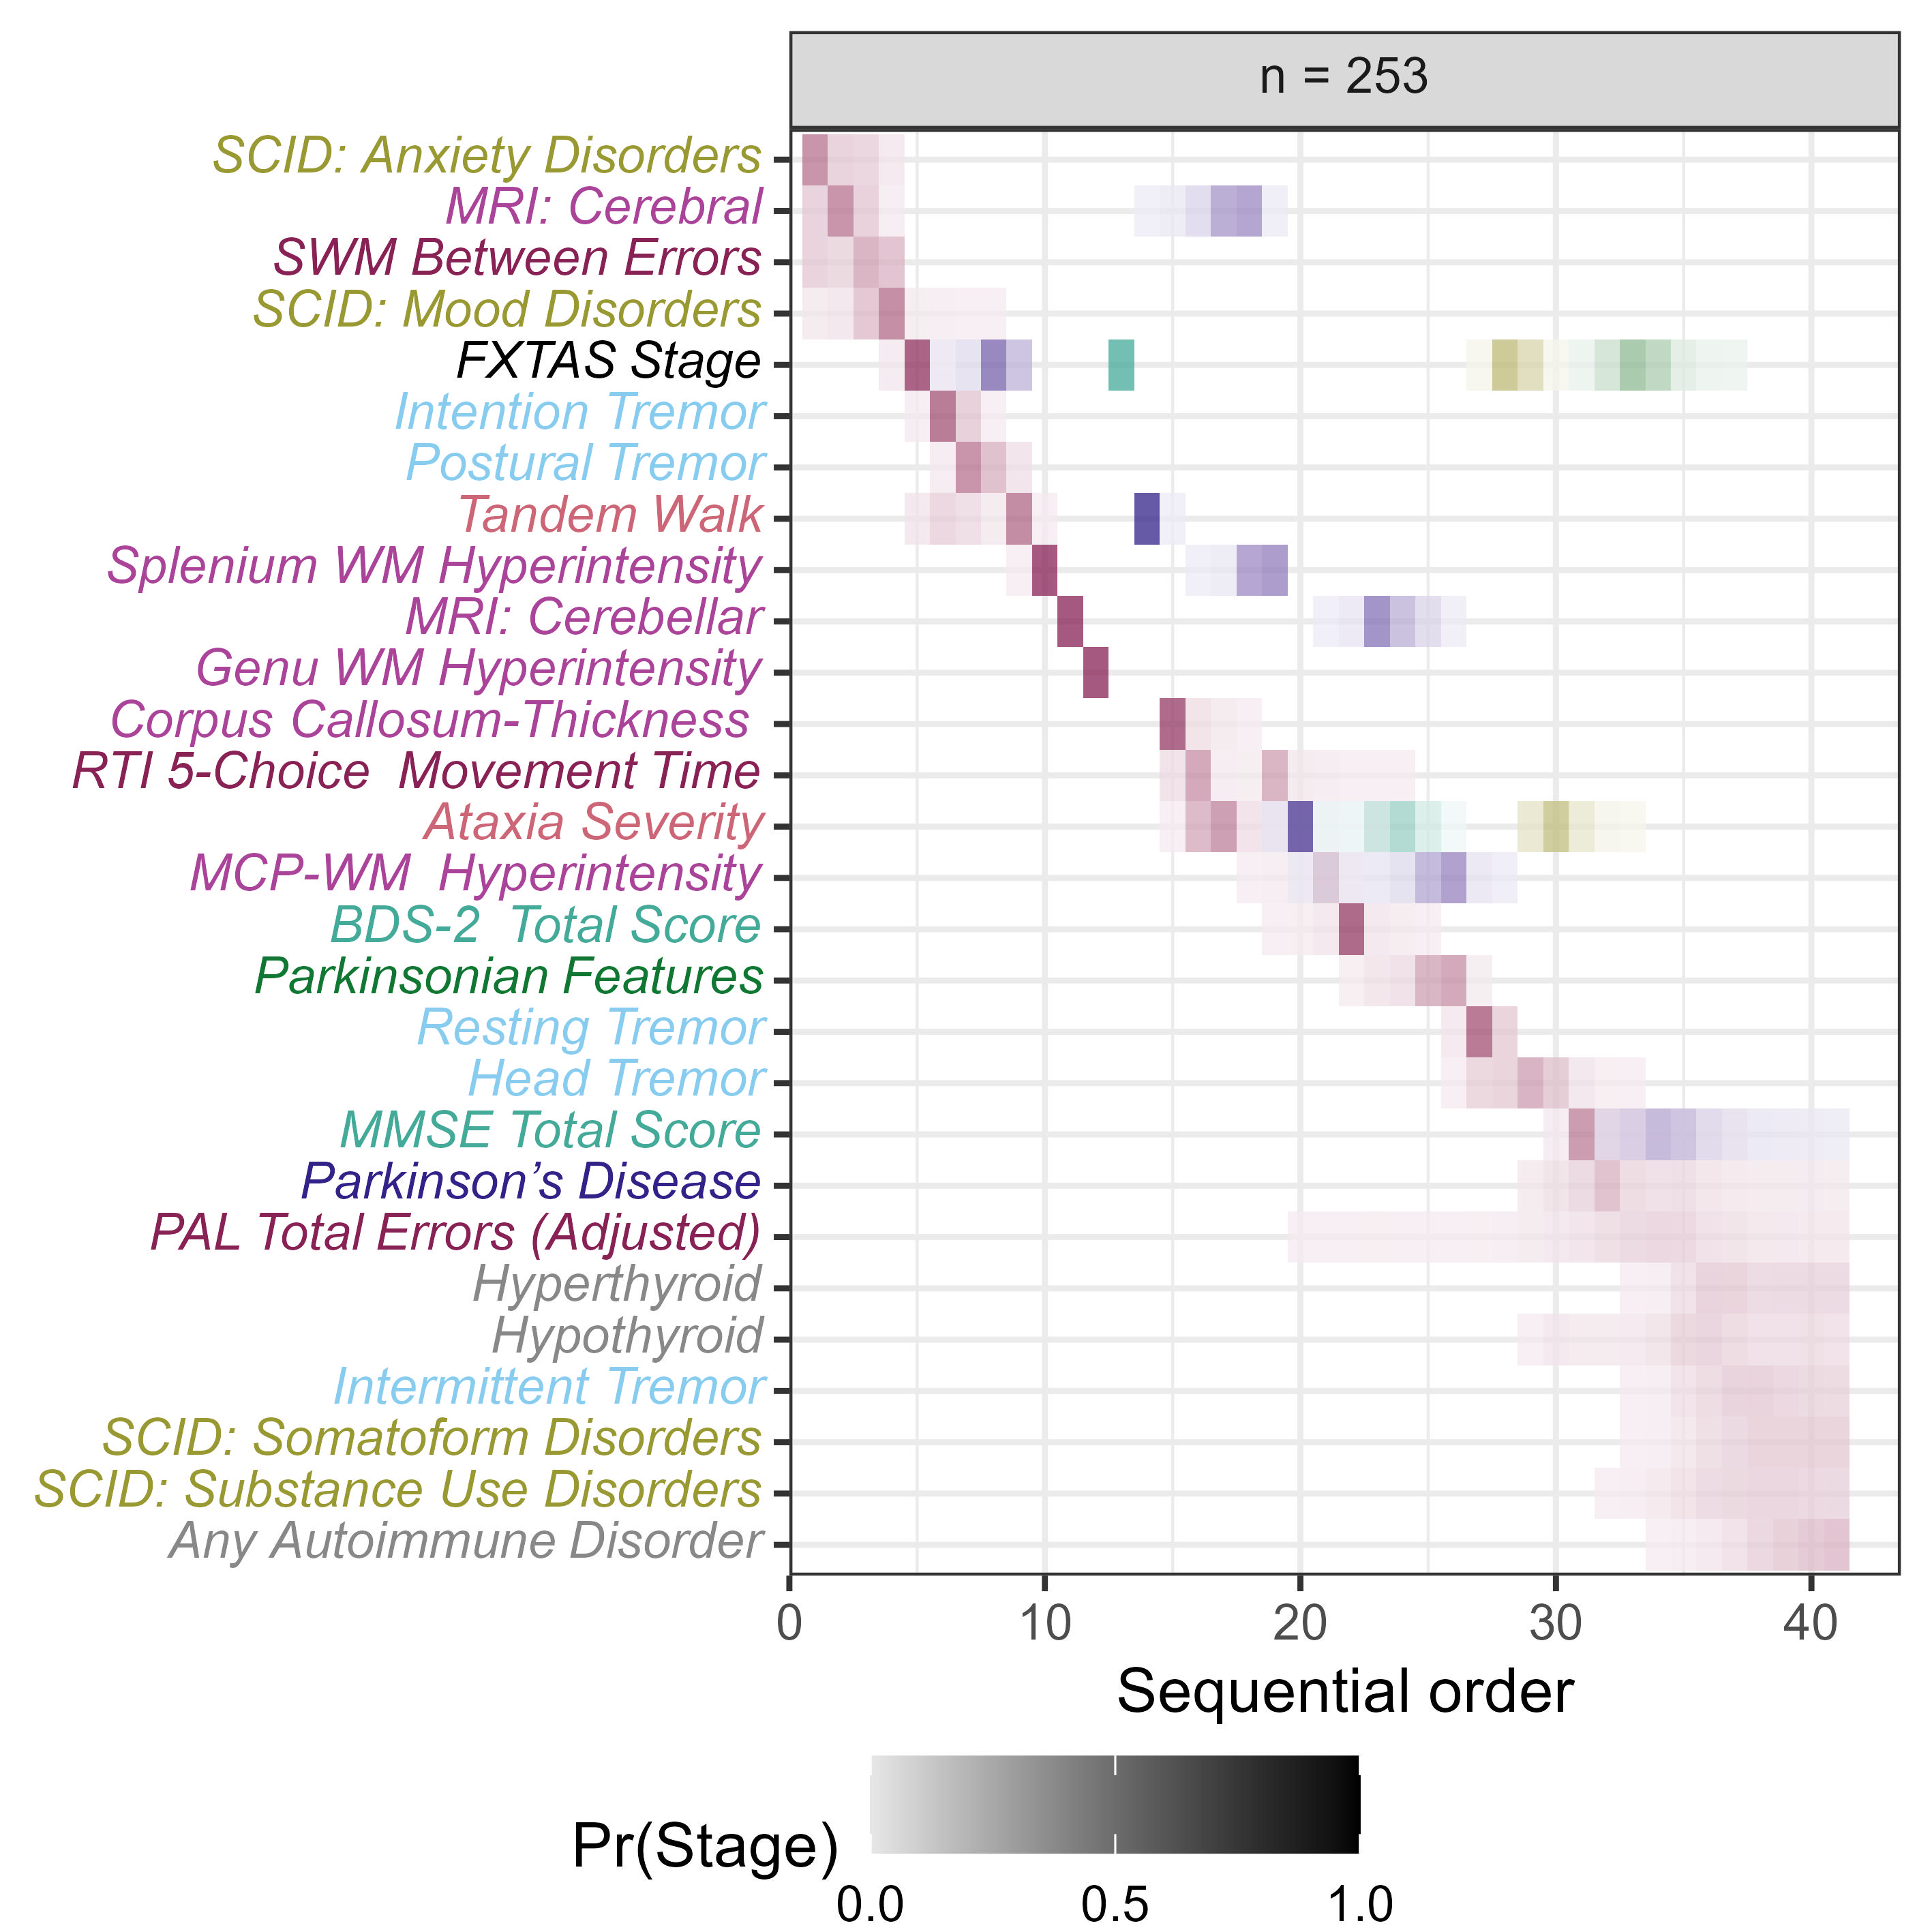 n = 253
SCID: Anxiety Disorders
MRI: Cerebral
SWM Between Errors
SCID: Mood Disorders
FXTAS Stage
Intention Tremor
Postural Tremor
Tandem Walk
Splenium WM Hyperintensity
MRI: Cerebellar
Genu WM Hyperintensity
Corpus Callosum-Thickness
RTI 5-Choice  Movement Time
Ataxia Severity
MCP-WM  Hyperintensity
BDS-2  Total Score
Parkinsonian Features
Resting Tremor
Head Tremor
MMSE Total Score
Parkinson’s Disease
PAL Total Errors (Adjusted)
Hyperthyroid
Hypothyroid
Intermittent Tremor
SCID: Somatoform Disorders
SCID: Substance Use Disorders
Any Autoimmune Disorder
0 10 20 30 40
Sequential order
Pr(Stage)
0.0 0.5 1.0